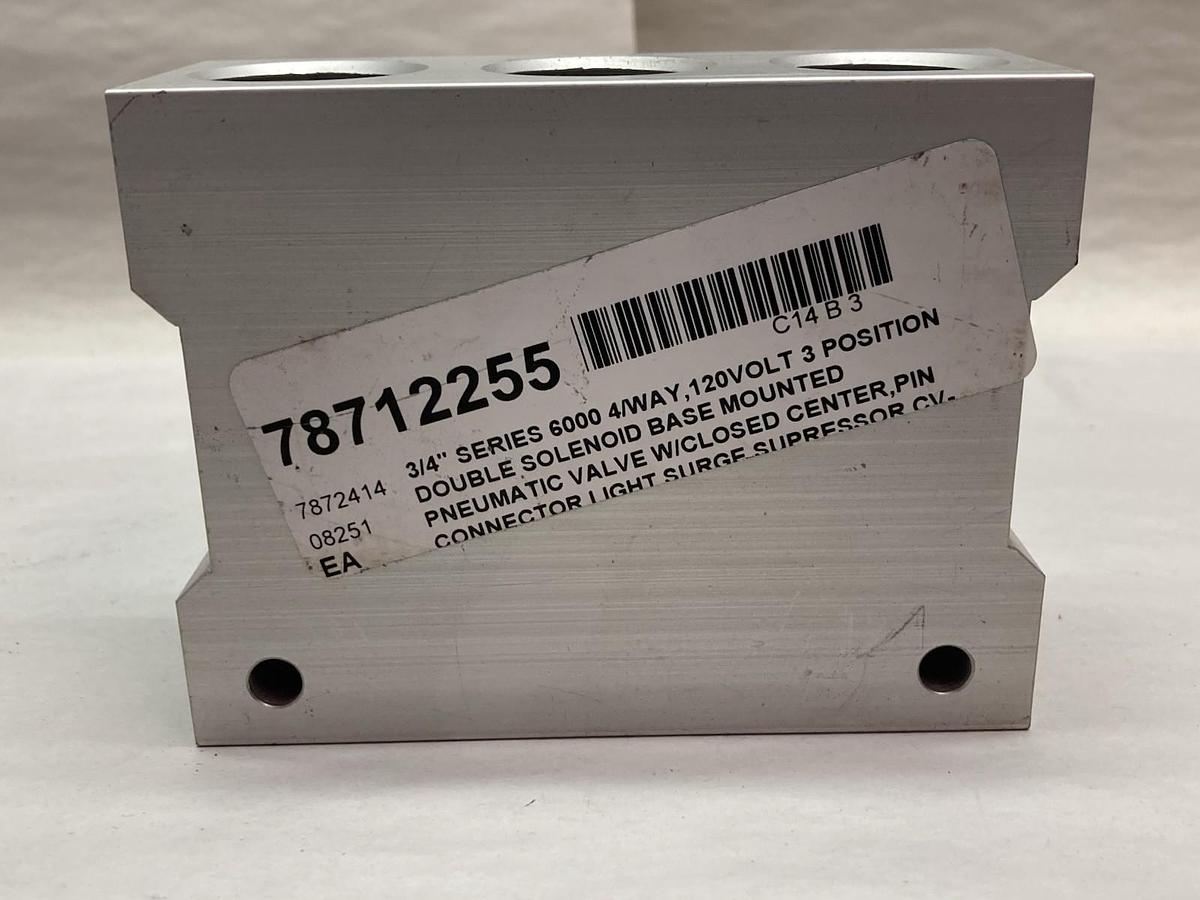 C14 B 3
78712255
3/4" SERIES 6000 4/WAY,120VOLT 3 POSITION
DOUBLE SOLENOID BASE MOUNTED
PNEUMATIC VALVE W/CLOSED CENTER,PIN
CONNECTOR LIGHT SURGE SUPRESSOR CV-
7872414
08251
EA